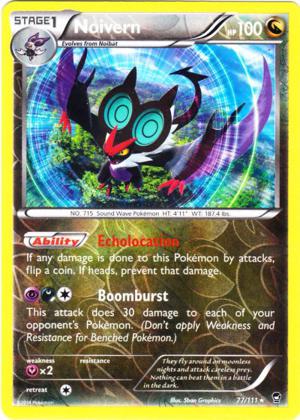 STAGE1
Noivern
HP100
Evolves from Noibat
NO. 715 Sound Wave Pokémon HT. 4'11" WT. 187.4 lbs.
Ability Echolocation
If any damage is done to this Pokémon by attacks,
flip a coin. If heads, prevent that damage.
Boomburst
This attack does 30 damage to each of
your opponent's Pokémon. (Don't apply Weakness and
Resistance for Benched Pokémon.)
weakness
resistance
×2
They fly around on moonless
nights and attack careless prey.
Nothing can beat them in a
battle in the dark.
retreat
Illus. 5ban Graphics
77/111
©2014 Pokémon